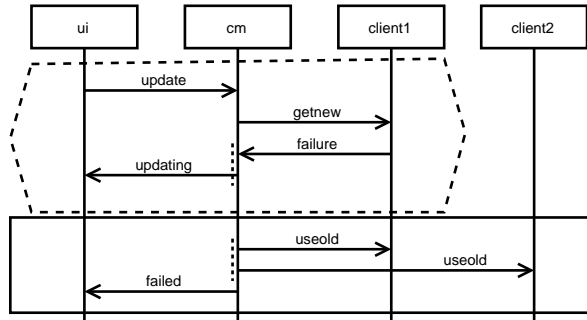 ui cm client1 client2
update
getnew
failure
updating
useold
useold
failed